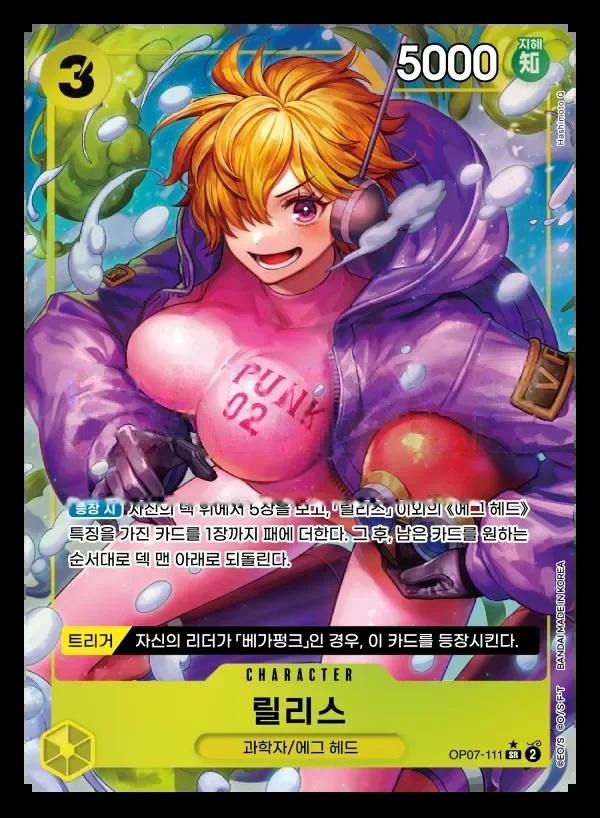 3
5000
지혜
知
Hashimoto Q
PUNK
02
등장 시 자신의 덱 위에서 5장을 보고, 「릴리스」 이외의 《에그 헤드》
특징을 가진 카드를 1장까지 패에 더한다. 그 후, 남은 카드를 원하는
순서대로 덱 맨 아래로 되돌린다.
트리거 자신의 리더가 「베가펑크」인 경우, 이 카드를 등장시킨다.
CHARACTER
릴리스
과학자/에그 헤드
OP07-111 SR 2
©EO/S ©O/S·F·T BANDAI MADE IN KOREA